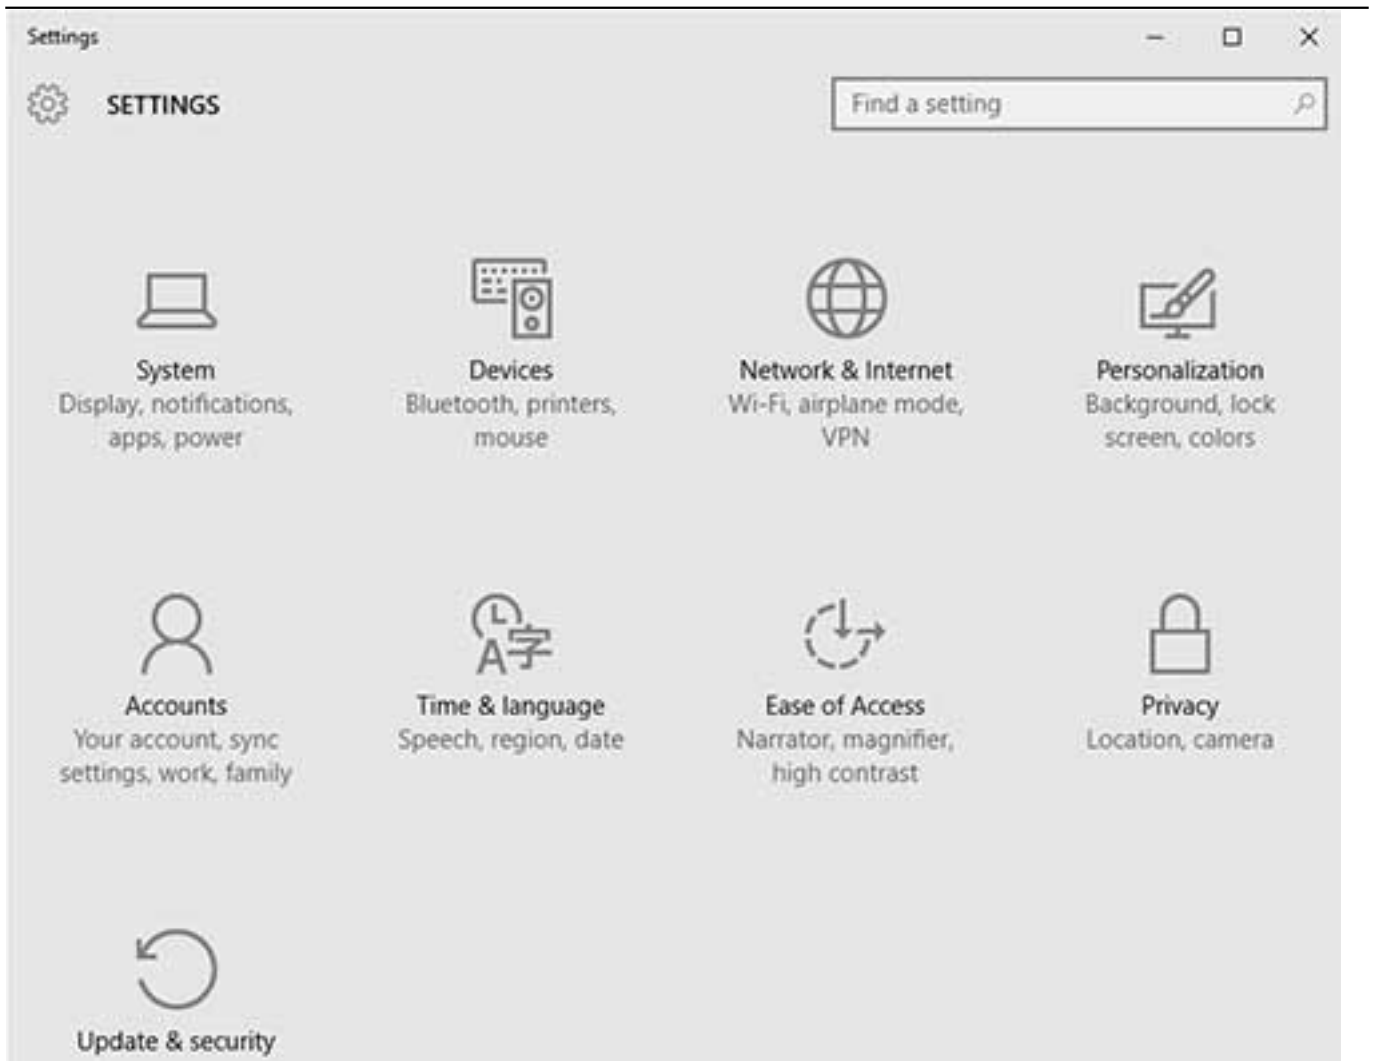 Settings
SETTINGS
Find a setting
System
Display, notifications,
apps, power
Devices
Bluetooth, printers,
mouse
Network & Internet
Wi-Fi, airplane mode,
VPN
Personalization
Background, lock
screen, colors
Accounts
Your account, sync
settings, work, family
A字
Time & language
Speech, region, date
Ease of Access
Narrator, magnifier,
high contrast
Privacy
Location, camera
Update & security